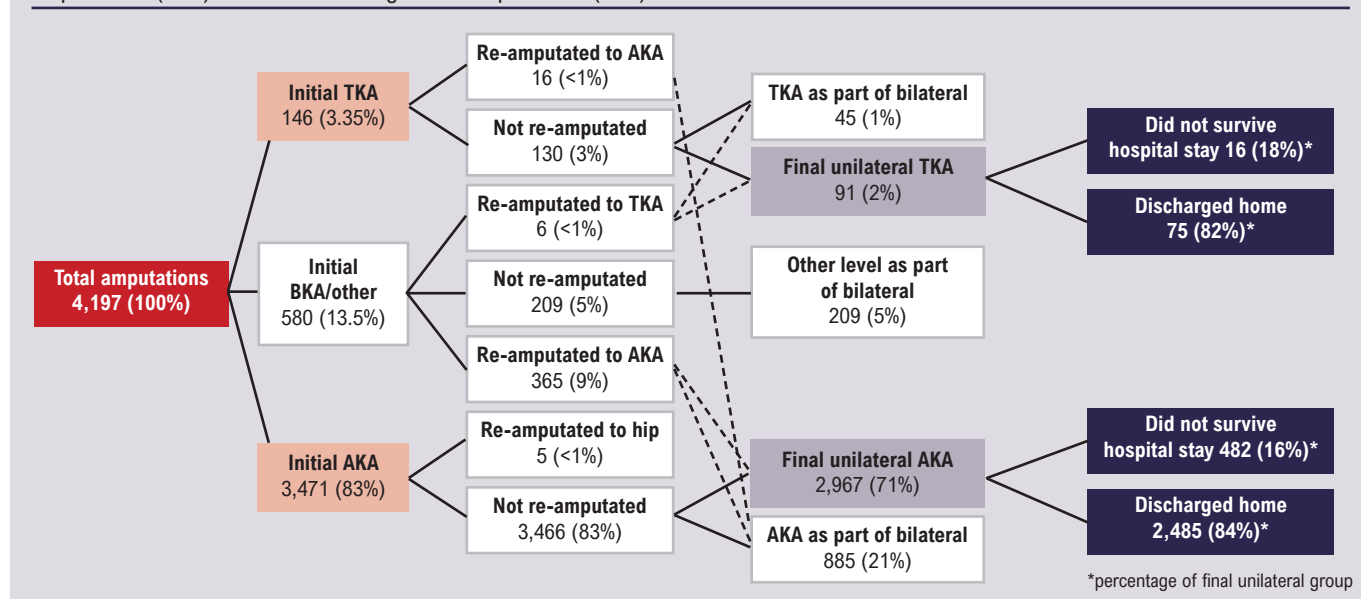 Total amputations
4,197 (100%)
Initial TKA
146 (3.35%)
Initial
BKA/other
580 (13.5%)
Initial AKA
3,471 (83%)
Re-amputated to AKA
16 (<1%)
Not re-amputated
130 (3%)
Re-amputated to TKA
6 (<1%)
Not re-amputated
209 (5%)
Re-amputated to AKA
365 (9%)
Re-amputated to hip
5 (<1%)
Not re-amputated
3,466 (83%)
TKA as part of bilateral
45 (1%)
Final unilateral TKA
91 (2%)
Other level as part
of bilateral
209 (5%)
Final unilateral AKA
2,967 (71%)
AKA as part of bilateral
885 (21%)
Did not survive
hospital stay 16 (18%)*
Discharged home
75 (82%)*
Did not survive
hospital stay 482 (16%)*
Discharged home
2,485 (84%)*
*percentage of final unilateral group